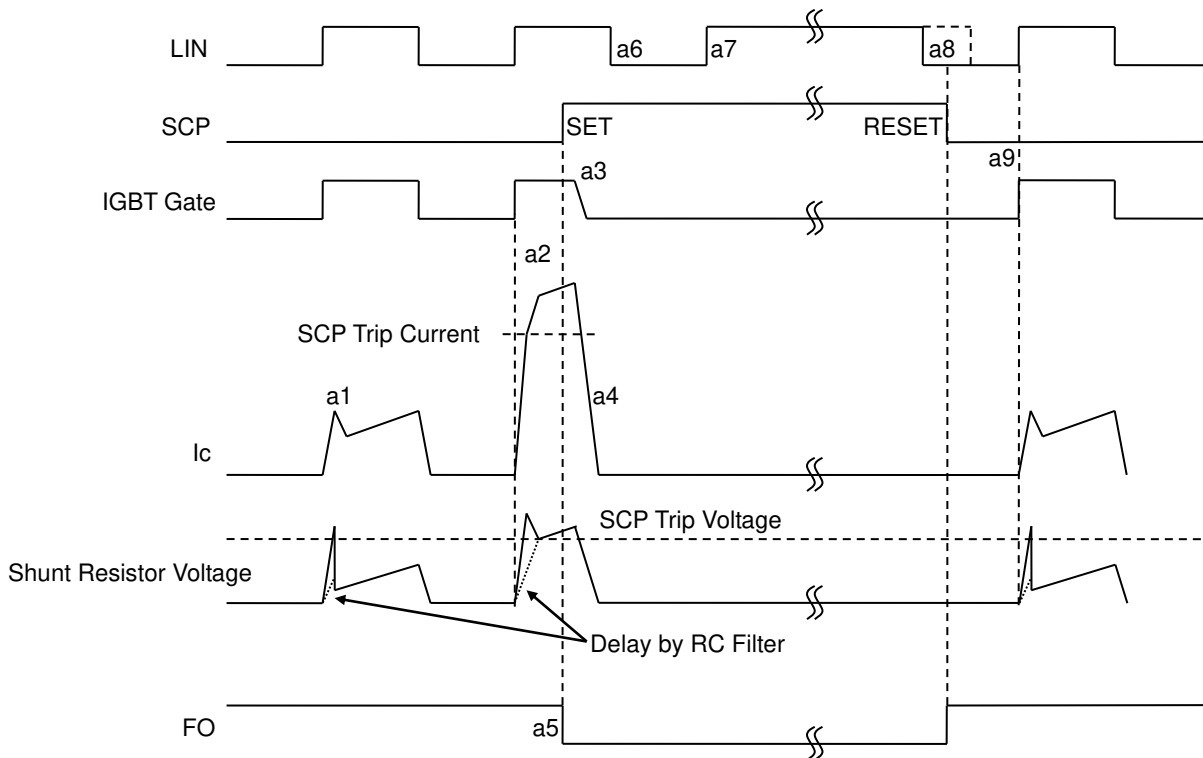 LIN
a6
a7
a8
SCP
SET
RESET
a9
IGBT Gate
a3
a2
SCP Trip Current
a1
a4
Ic
SCP Trip Voltage
Shunt Resistor Voltage
Delay by RC Filter
FO
a5